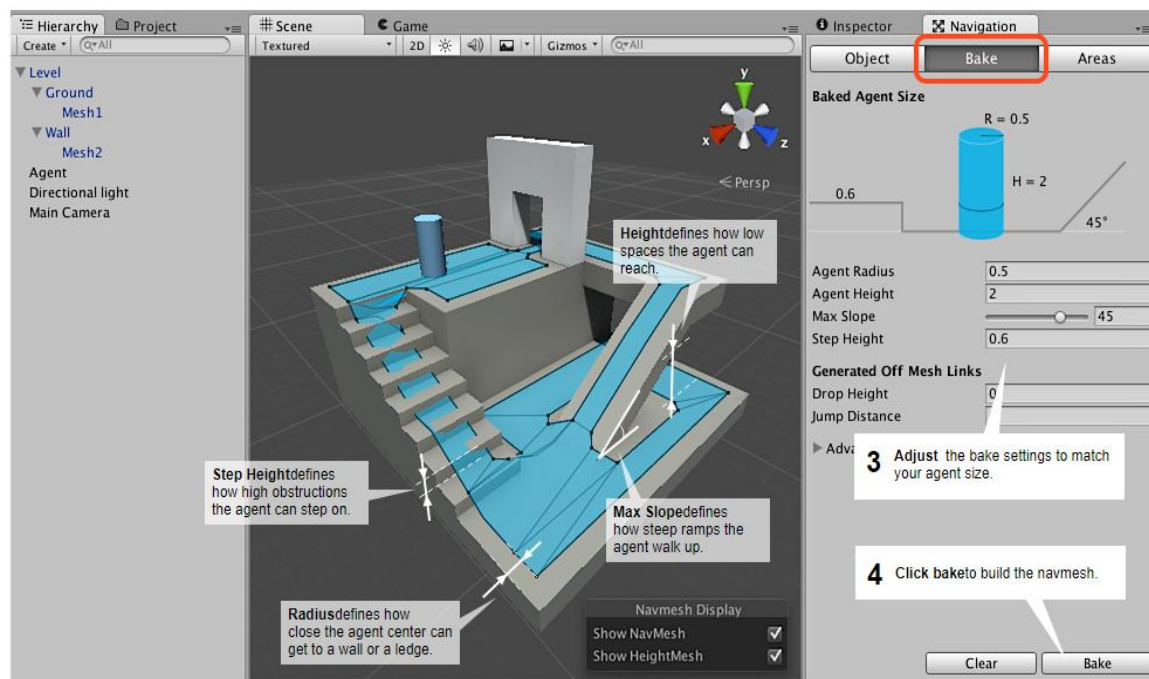 Hierarchy
Project
Create
All
Level
Ground
Mesh1
Wall
Mesh2
Agent
Directional light
Main Camera
Scene
Game
Textured
2D
Gizmos
All
y
x
z
Persp
Heightdefines how low
spaces the agent can
reach.
Step Heightdefines
how high obstructions
the agent can step on.
Max Slopedefines
how steep ramps the
agent walk up.
Radiusdefines how
close the agent center can
get to a wall or a ledge.
Navmesh Display
Show NavMesh
Show HeightMesh
Inspector
Navigation
Object
Bake
Areas
Baked Agent Size
R = 0.5
H = 2
0.6
45°
Agent Radius 0.5
Agent Height 2
Max Slope 45
Step Height 0.6
Generated Off Mesh Links
Drop Height 0
Jump Distance
3 Adjust the bake settings to match
your agent size.
4 Click baketo build the navmesh.
Clear
Bake